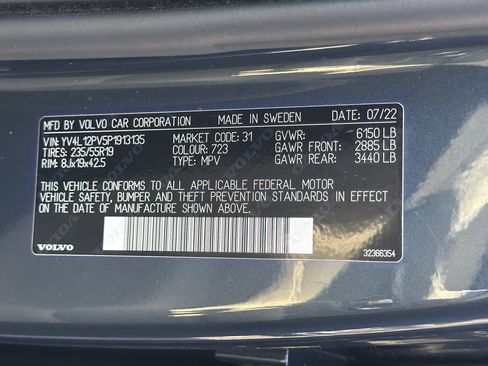 MFD BY VOLVO CAR CORPORATION MADE IN SWEDEN DATE: 07/22
VIN: YV4L12PV5P1913135 MARKET CODE: 31 GVWR: 6150 LB
TIRES: 235/55R19 COLOUR: 723 GAWR FRONT: 2885 LB
RIM: 8Jx19x42.5 TYPE: MPV GAWR REAR: 3440 LB
THIS VEHICLE CONFORMS TO ALL APPLICABLE FEDERAL MOTOR
VEHICLE SAFETY, BUMPER AND THEFT PREVENTION STANDARDS IN EFFECT
ON THE DATE OF MANUFACTURE SHOWN ABOVE.
VOLVO 32366354